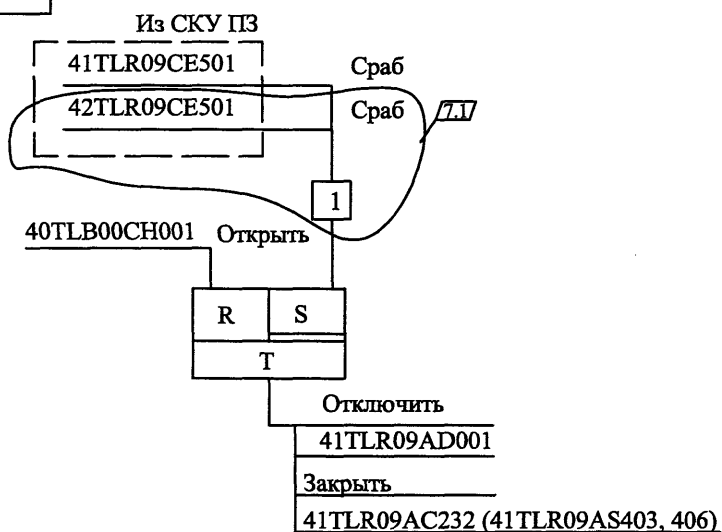 Из СКУ ПЗ
41TLR09CE501 Сраб
42TLR09CE501 Сраб
7.1
1
40TLB00CH001 Открыть
R S
T
Отключить
41TLR09AD001
Закрыть
41TLR09AC232 (41TLR09AS403, 406)